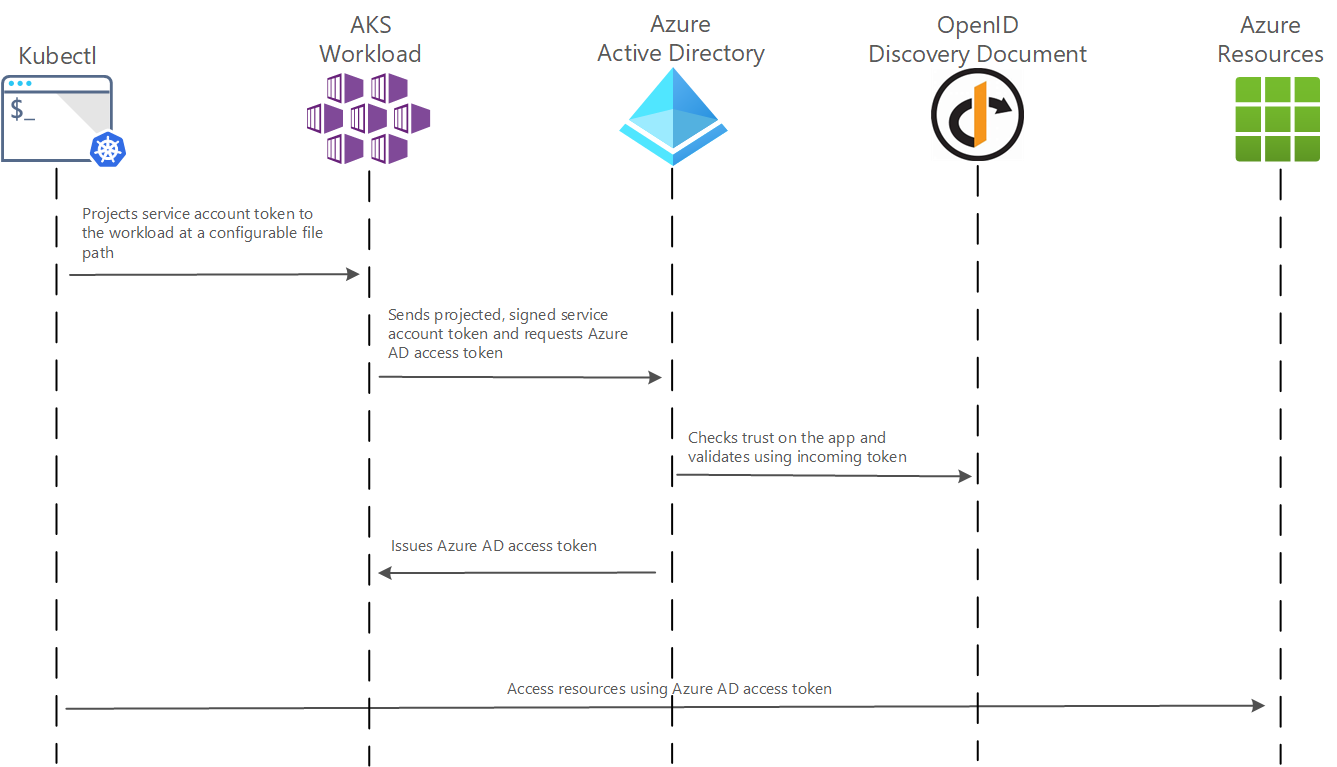 Kubectl
AKS
Workload
Azure
Active Directory
OpenID
Discovery Document
Azure
Resources
$_
Projects service account token to
the workload at a configurable file
path
Sends projected, signed service
account token and requests Azure
AD access token
Checks trust on the app and
validates using incoming token
Issues Azure AD access token
Access resources using Azure AD access token